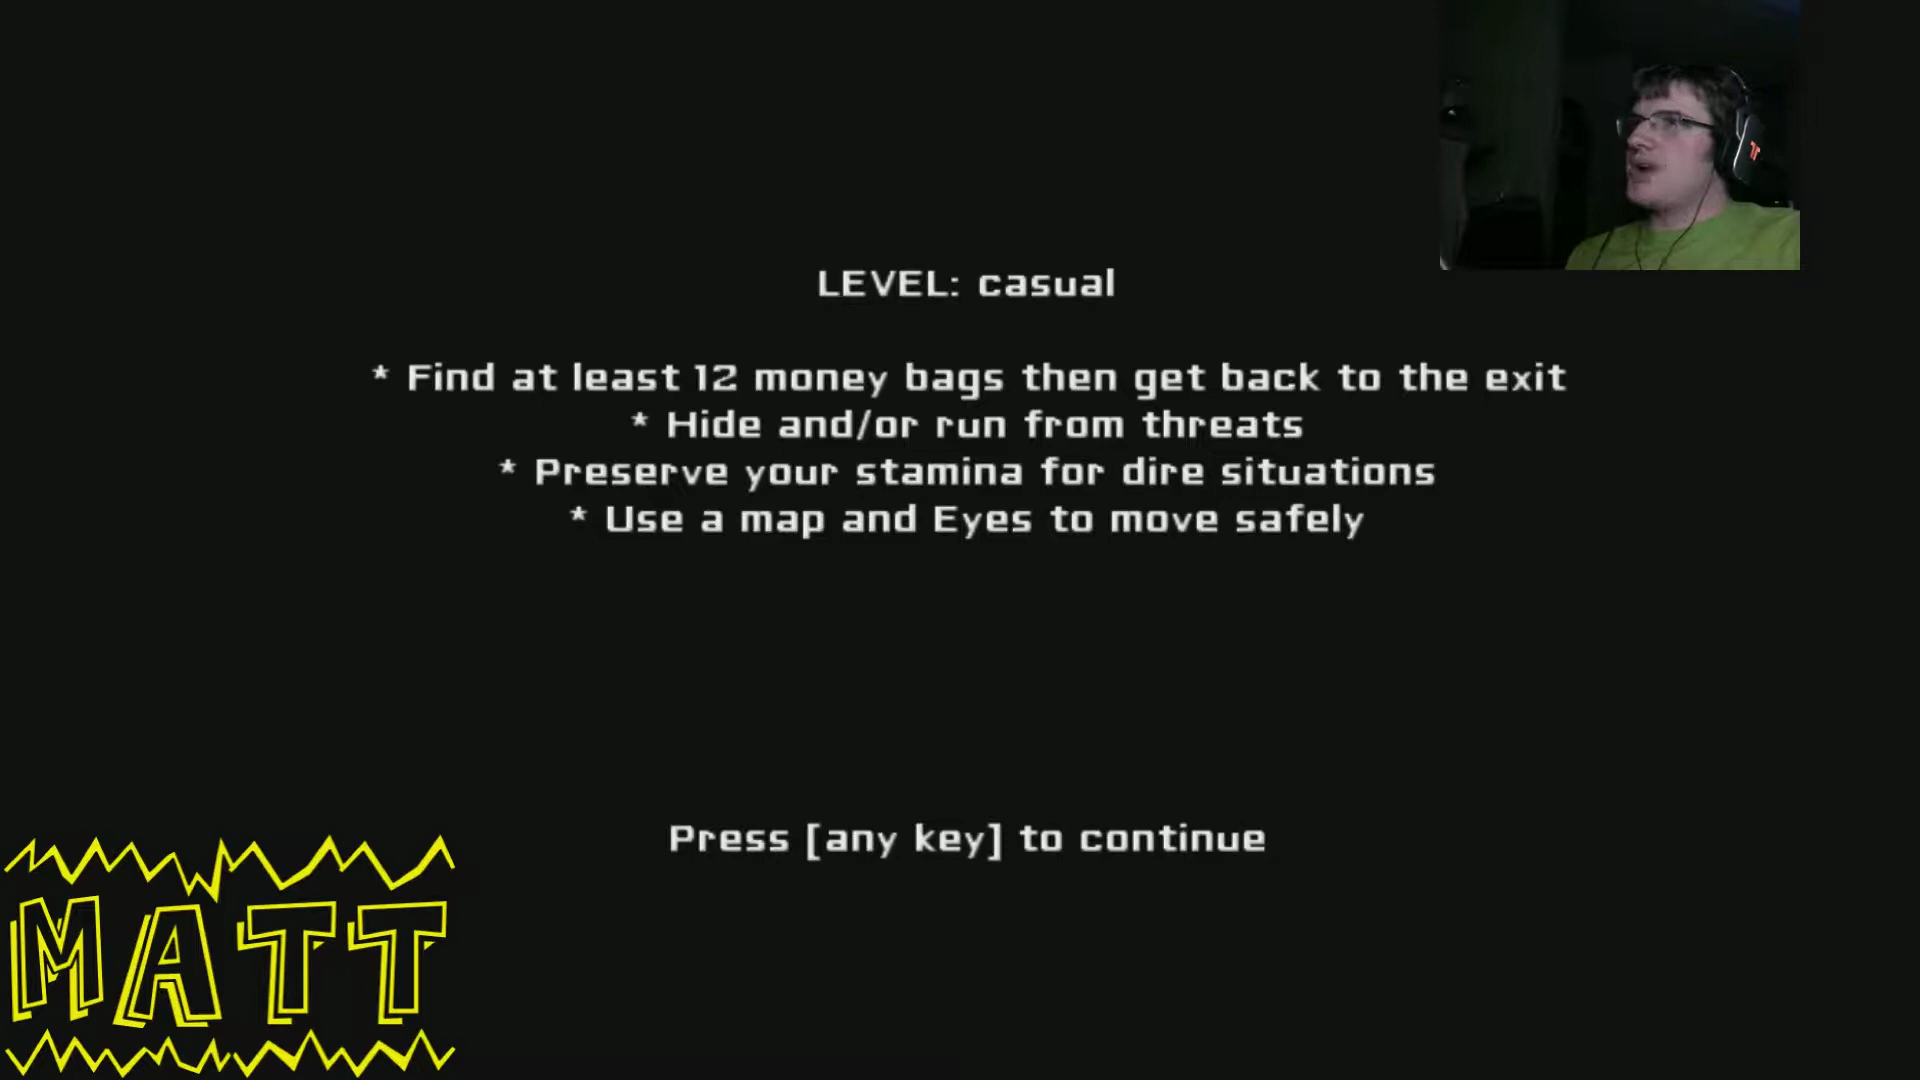 LEVEL: casual
* Find at least 12 money bags then get back to the exit
* Hide and/or run from threats
* Preserve your stamina for dire situations
* Use a map and Eyes to move safely
Press [any key] to continue
MATT